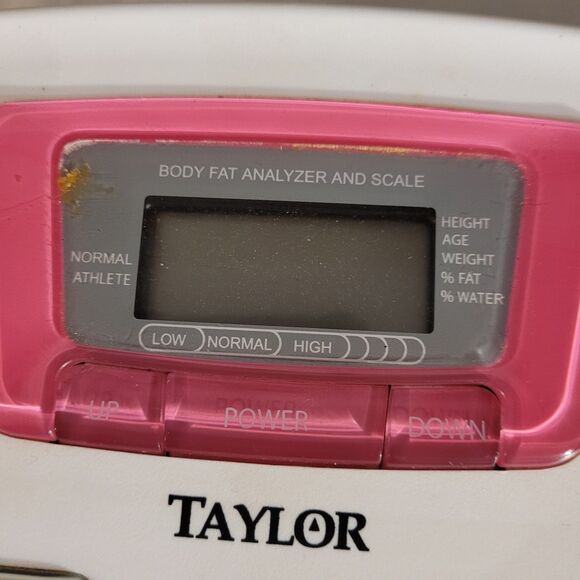 BODY FAT ANALYZER AND SCALE
NORMAL
ATHLETE
HEIGHT
AGE
WEIGHT
% FAT
% WATER
LOW NORMAL HIGH
UP POWER DOWN
TAYLOR